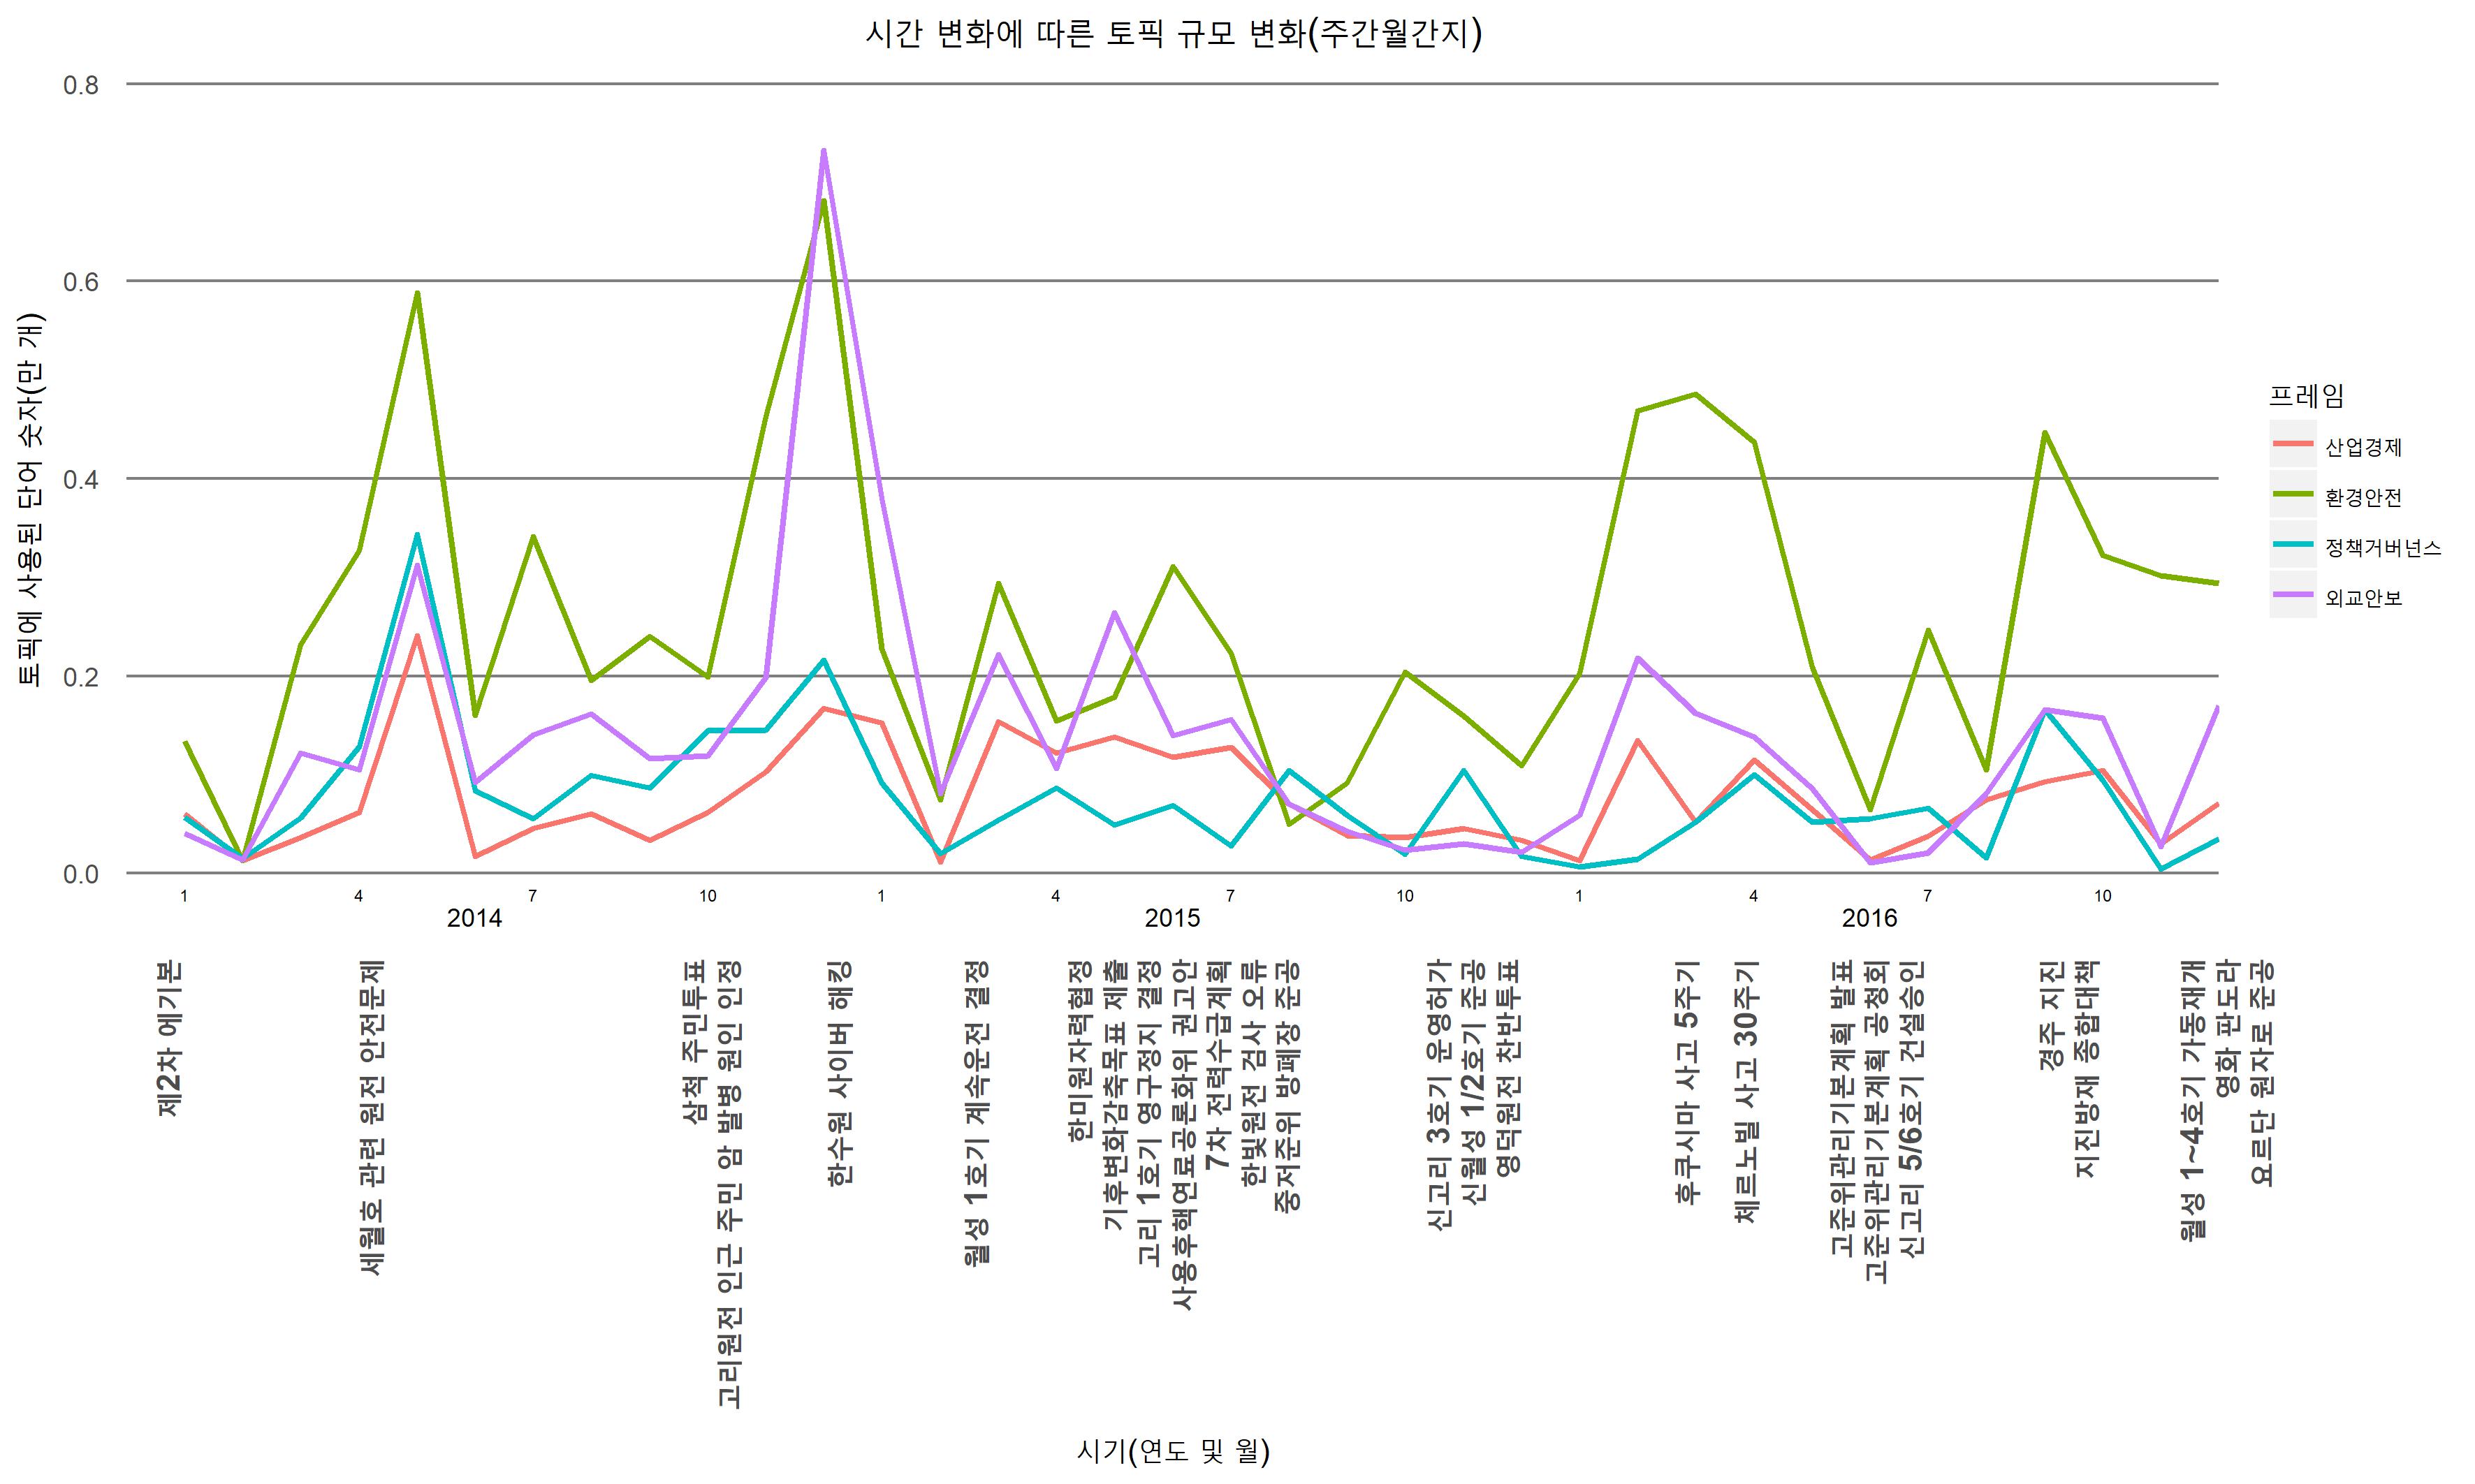 시간 변화에 따른 토픽 규모 변화(주간월간지)
토픽에 사용된 단어 숫자(만 개)
0.8
0.6
0.4
0.2
0.0
1
4
7
10
1
4
7
10
1
4
7
10
2014
2015
2016
제2차 에기본
세월호 관련 원전 안전문제
삼척 주민투표
고리원전 인근 주민 암 발병 원인 인정
한수원 사이버 해킹
월성 1호기 계속운전 결정
한미원자력협정
기후변화감축목표 제출
고리 1호기 영구정지 결정
사용후핵연료공론화위 권고안
7차 전력수급계획
한빛원전 검사 오류
중저준위 방폐장 준공
신고리 3호기 운영허가
신월성 1/2호기 준공
영덕원전 찬반투표
후쿠시마 사고 5주기
체르노빌 사고 30주기
고준위관리기본계획 발표
고준위관리기본계획 공청회
신고리 5/6호기 건설승인
경주 지진
지진방재 종합대책
월성 1~4호기 가동재개
영화 판도라
요르단 원자로 준공
시기(연도 및 월)
프레임
산업경제
환경안전
정책거버넌스
외교안보